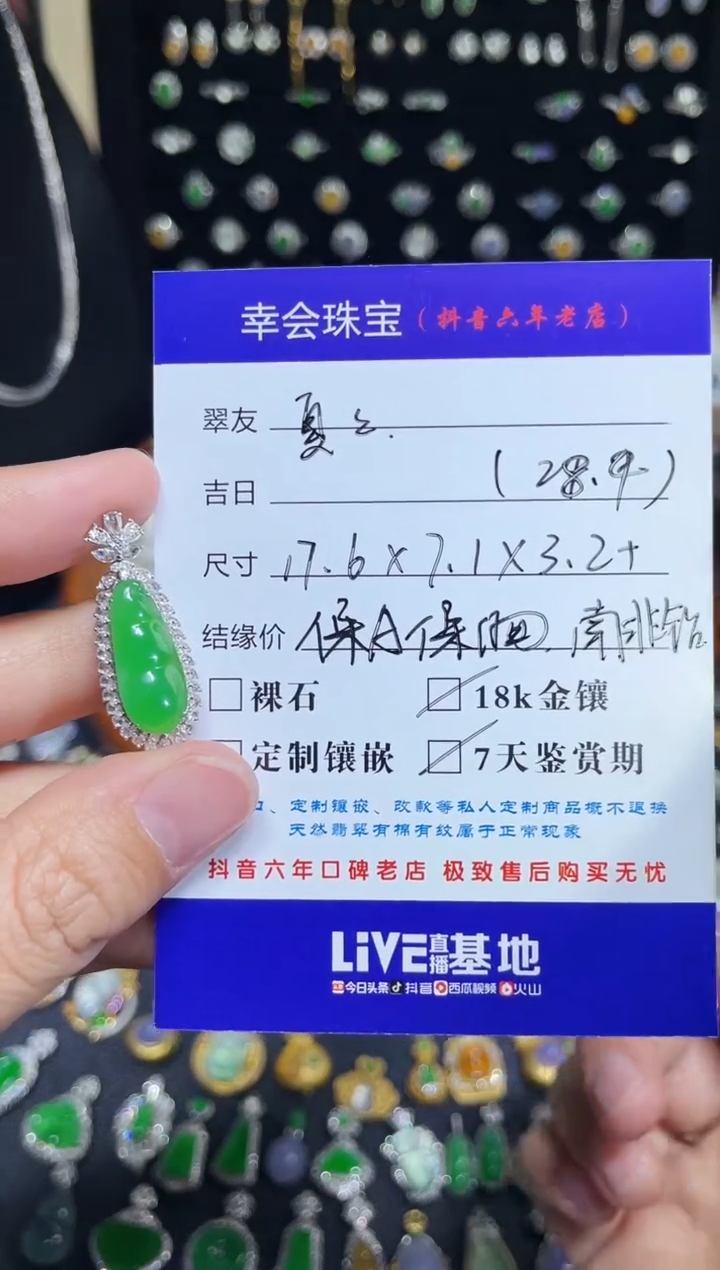 幸会珠宝（抖音六年老店）
翠友 夏
吉日 (28.4)
尺寸 17.6×7.1×3.2+
结缘价 保A保 南非钻
裸石 18k金镶
定制镶嵌 7天鉴赏期
、定制镶嵌、改款等私人定制商品概不退换
天然翡翠有棉有纹属于正常现象
抖音六年口碑老店 极致售后购买无忧
LiVE直播基地
今日头条 抖音 西瓜视频 火山